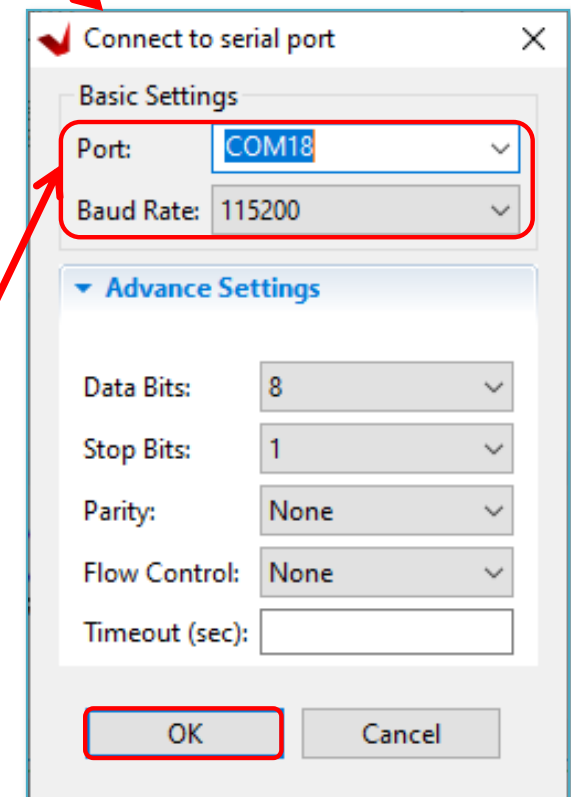 Connect to serial port
Basic Settings
Port: COM18
Baud Rate: 115200
Advance Settings
Data Bits: 8
Stop Bits: 1
Parity: None
Flow Control: None
Timeout (sec):
OK Cancel